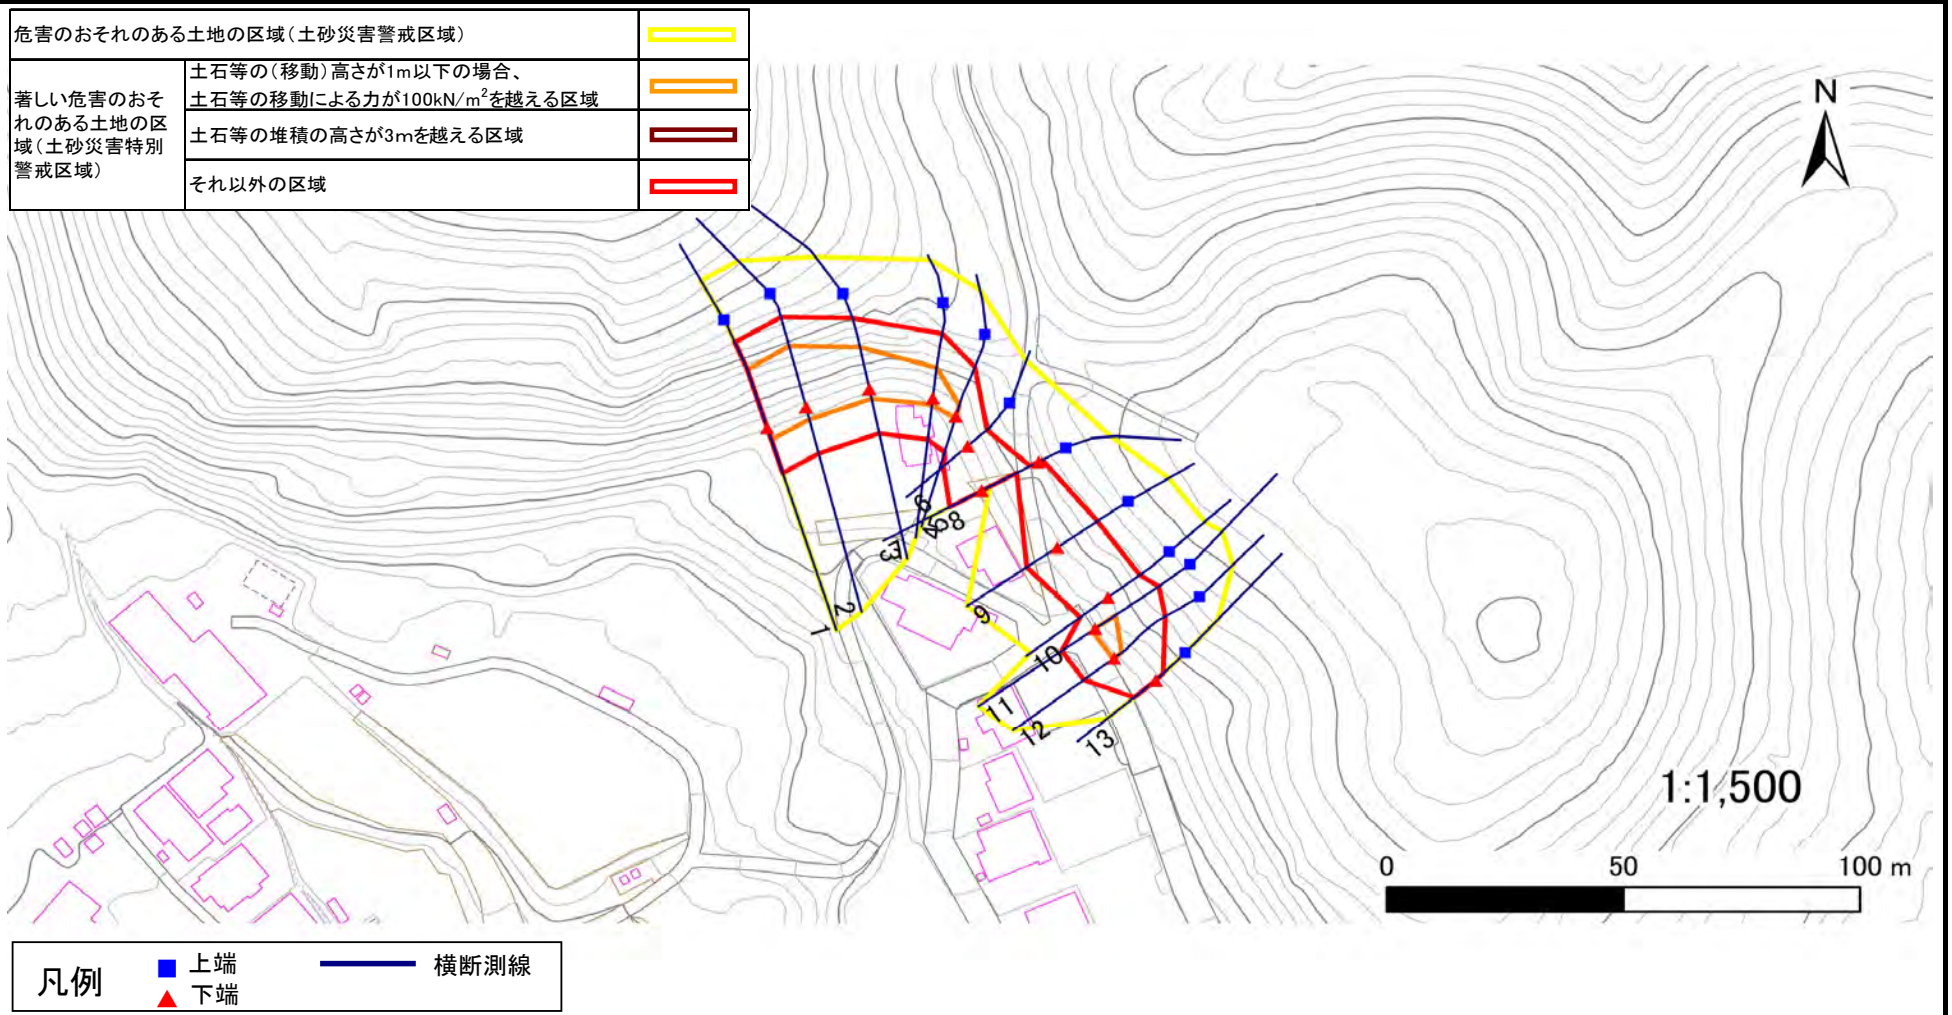 危害のおそれのある土地の区域(土砂災害警戒区域)
著しい危害のおそ
れのある土地の区
域(土砂災害特別
警戒区域)
土石等の(移動)高さが1m以下の場合、
土石等の移動による力が100kN/m²を越える区域
土石等の堆積の高さが3mを越える区域
それ以外の区域
N
1
2
3
6
8
9
10
11
12
13
1:1,500
0 50 100 m
凡例
上端
下端
横断測線